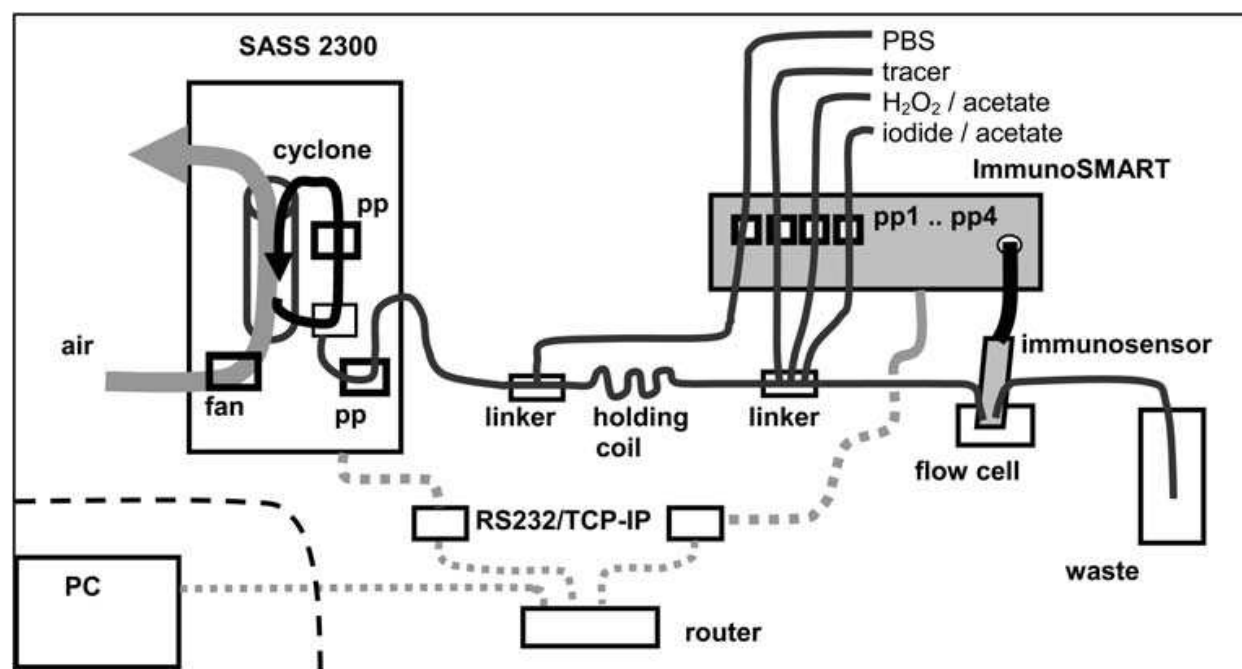 SASS 2300
PBS
tracer
H₂O₂ / acetate
iodide / acetate
ImmunoSMART
cyclone
pp
pp1 .. pp4
air
fan
pp
linker
holding
coil
linker
immunosensor
flow cell
RS232/TCP-IP
waste
PC
router